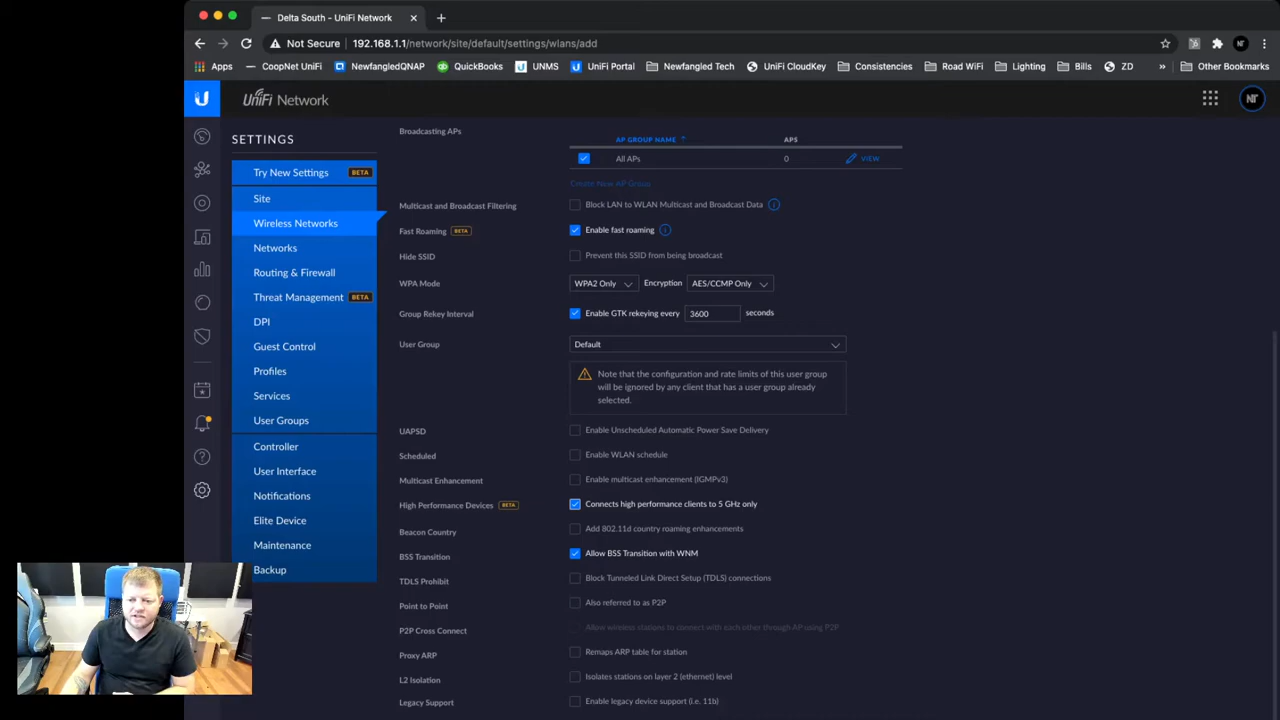 Delta South - UniFi Network
Not Secure 192.168.1.1/network/site/default/settings/wlans/add
NT
Apps CoopNet UniFi NewfangledQNAP QuickBooks UNMS UniFi Portal Newfangled Tech UniFi CloudKey Consistencies Road WiFi Lighting Bills ZD » Other Bookmarks
UniFi Network
NT
SETTINGS
Try New Settings BETA
Site
Wireless Networks
Networks
Routing & Firewall
Threat Management BETA
DPI
Guest Control
Profiles
Services
User Groups
Controller
User Interface
Notifications
Elite Device
Maintenance
Backup
Broadcasting APs
AP GROUP NAME APS
All APs 0 VIEW
Create New AP Group
Multicast and Broadcast Filtering Block LAN to WLAN Multicast and Broadcast Data
Fast Roaming BETA Enable fast roaming
Hide SSID Prevent this SSID from being broadcast
WPA Mode WPA2 Only Encryption AES/CCMP Only
Group Rekey Interval Enable GTK rekeying every 3600 seconds
User Group Default
Note that the configuration and rate limits of this user group
will be ignored by any client that has a user group already
selected.
UAPSD Enable Unscheduled Automatic Power Save Delivery
Scheduled Enable WLAN schedule
Multicast Enhancement Enable multicast enhancement (IGMPv3)
High Performance Devices BETA Connects high performance clients to 5 GHz only
Beacon Country Add 802.11d country roaming enhancements
BSS Transition Allow BSS Transition with WNM
TDLS Prohibit Block Tunneled Link Direct Setup (TDLS) connections
Point to Point Also referred to as P2P
P2P Cross Connect Allow wireless stations to connect with each other through AP using P2P
Proxy ARP Remaps ARP table for station
L2 Isolation Isolates stations on layer 2 (ethernet) level
Legacy Support Enable legacy device support (i.e. 11b)